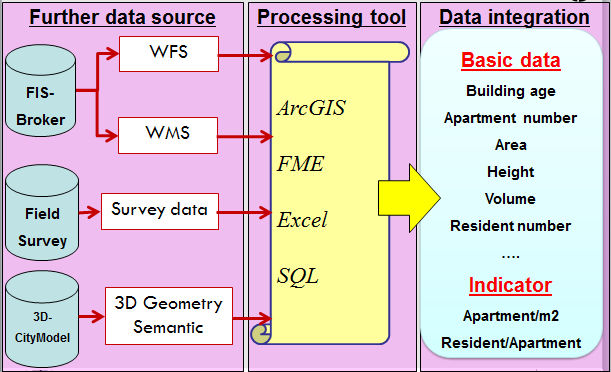 Further data source
Processing tool
Data integration
FIS-
Broker
WFS
WMS
Field
Survey
Survey data
3D-
CityModel
3D Geometry
Semantic
ArcGIS
FME
Excel
SQL
Basic data
Building age
Apartment number
Area
Height
Volume
Resident number
....
Indicator
Apartment/m2
Resident/Apartment